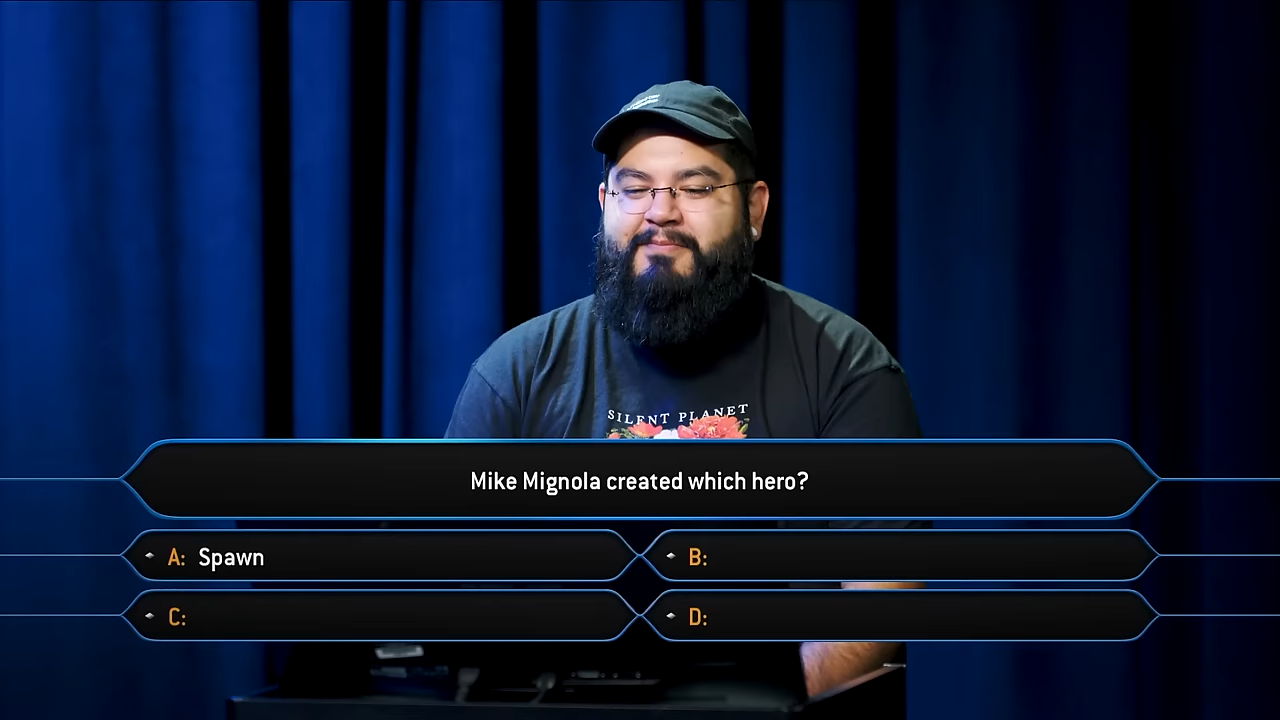 SILENT PLANET
Mike Mignola created which hero?
A: Spawn
B:
C:
D: